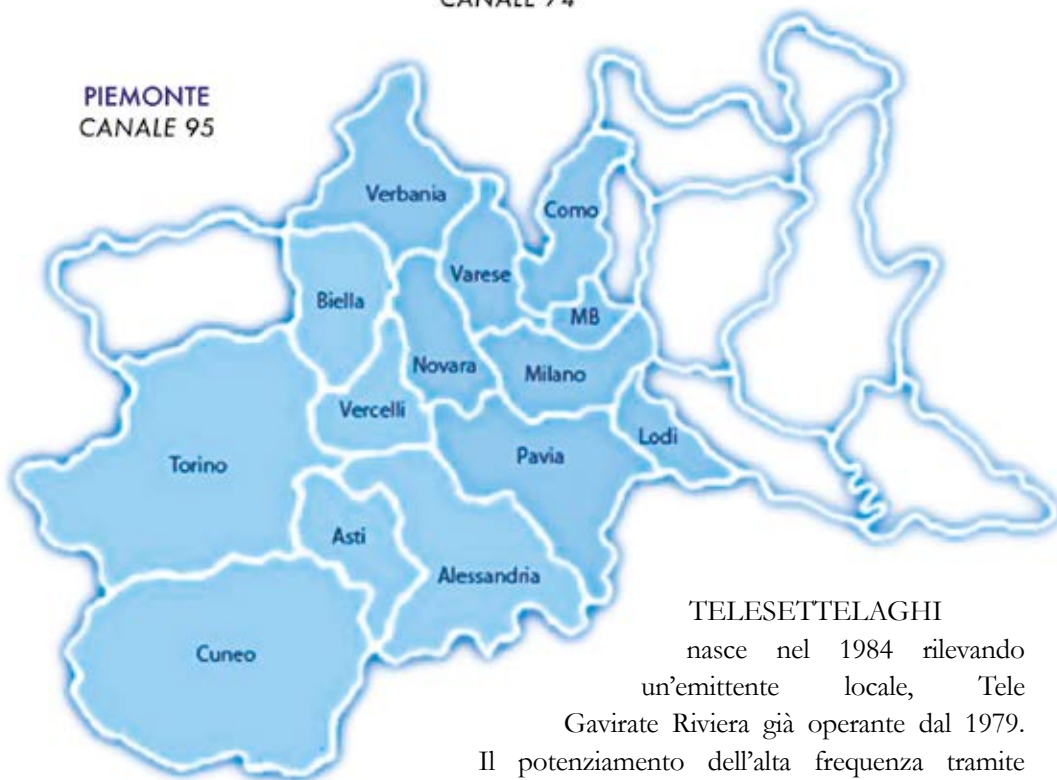 CANALE 74
PIEMONTE
CANALE 95
Verbania
Como
Varese
Biella
MB
Novara
Milano
Vercelli
Lodi
Pavia
Torino
Asti
Alessandria
Cuneo
TELESETTELAGHI
nasce nel 1984 rilevando
un'emittente locale, Tele
Gavirate Riviera già operante dal 1979.
Il potenziamento dell'alta frequenza tramite